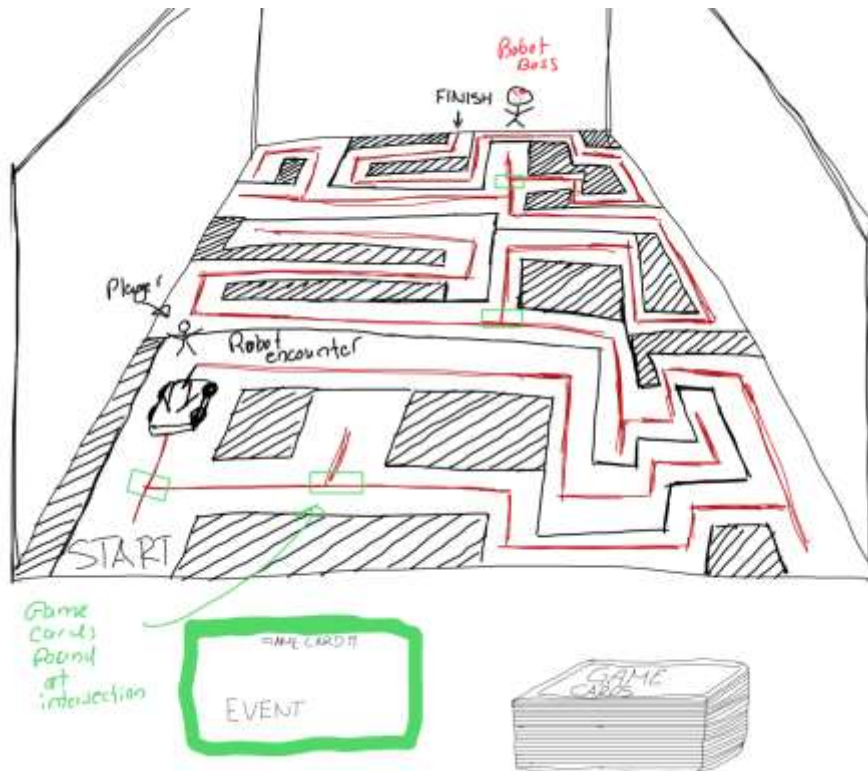 Robot
Boss
FINISH
Player
Robot
encounter
START
Game
cards
found
at
intersection
GAME CARD
EVENT
GAME
CARDS